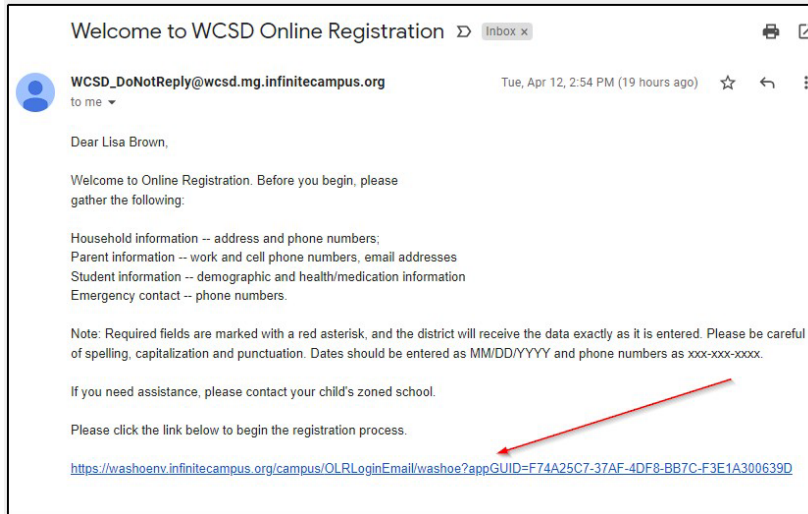 Welcome to WCSD Online Registration Inbox x
WCSD_DoNotReply@wcsd.mg.infinitecampus.org Tue, Apr 12, 2:54 PM (19 hours ago)
to me
Dear Lisa Brown,
Welcome to Online Registration. Before you begin, please
gather the following:
Household information -- address and phone numbers;
Parent information -- work and cell phone numbers, email addresses
Student information -- demographic and health/medication information
Emergency contact -- phone numbers.
Note: Required fields are marked with a red asterisk, and the district will receive the data exactly as it is entered. Please be careful
of spelling, capitalization and punctuation. Dates should be entered as MM/DD/YYYY and phone numbers as xxx-xxx-xxxx.
If you need assistance, please contact your child's zoned school.
Please click the link below to begin the registration process.
https://washoenv.infinitecampus.org/campus/OLRLoginEmail/washoe?appGUID=F74A25C7-37AF-4DF8-BB7C-F3E1A300639D